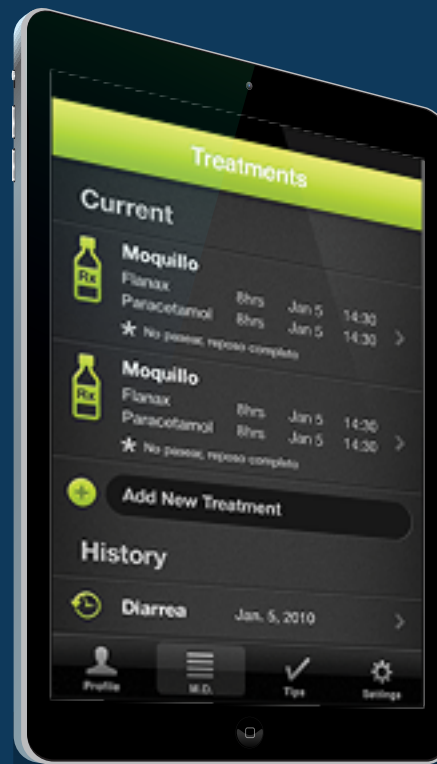 Treatments
Current
Rx
Moquillo
Flanax 8hrs Jan 5 14:30
Paracetamol 8hrs Jan 5 14:30
* No pasear, reposo completo
Rx
Moquillo
Flanax 8hrs Jan 5 14:30
Paracetamol 8hrs Jan 5 14:30
* No pasear, reposo completo
+ Add New Treatment
History
Diarrea Jan. 5, 2010
Profile M.D. Tips Settings